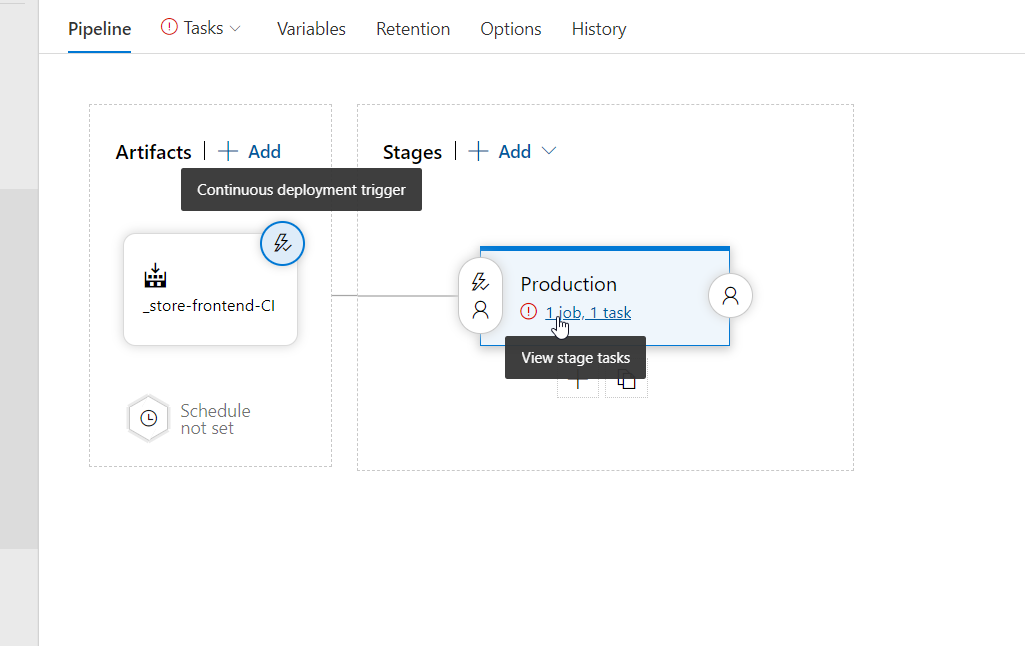 Pipeline
Tasks
Variables
Retention
Options
History
Artifacts
Add
Stages
Add
Continuous deployment trigger
_store-frontend-CI
Production
1 job, 1 task
View stage tasks
Schedule
not set